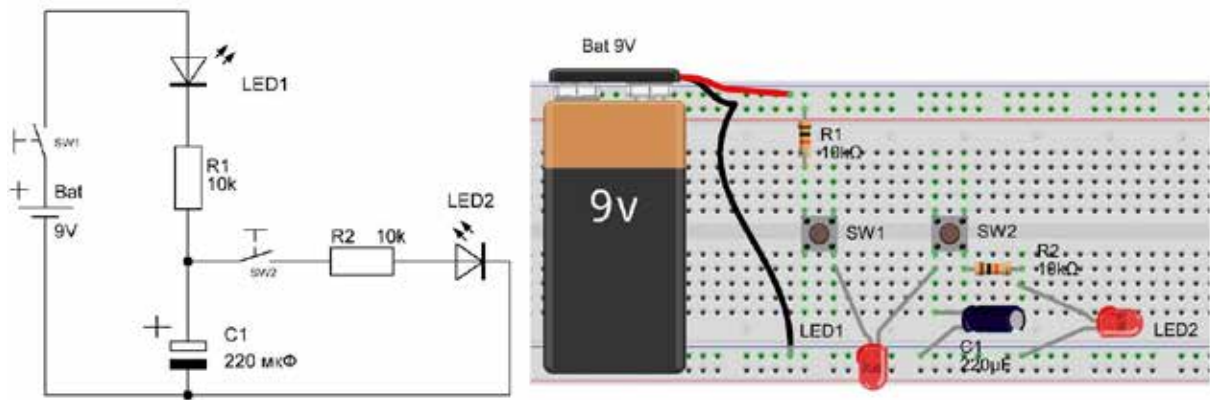 LED1
SW1
R1
10k
+
Bat
9V
LED2
R2 10k
SW2
+
C1
220 мкФ
Bat 9V
R1
10kΩ
9v
SW1
SW2
R2
10kΩ
LED1
LED2
C1
220µF